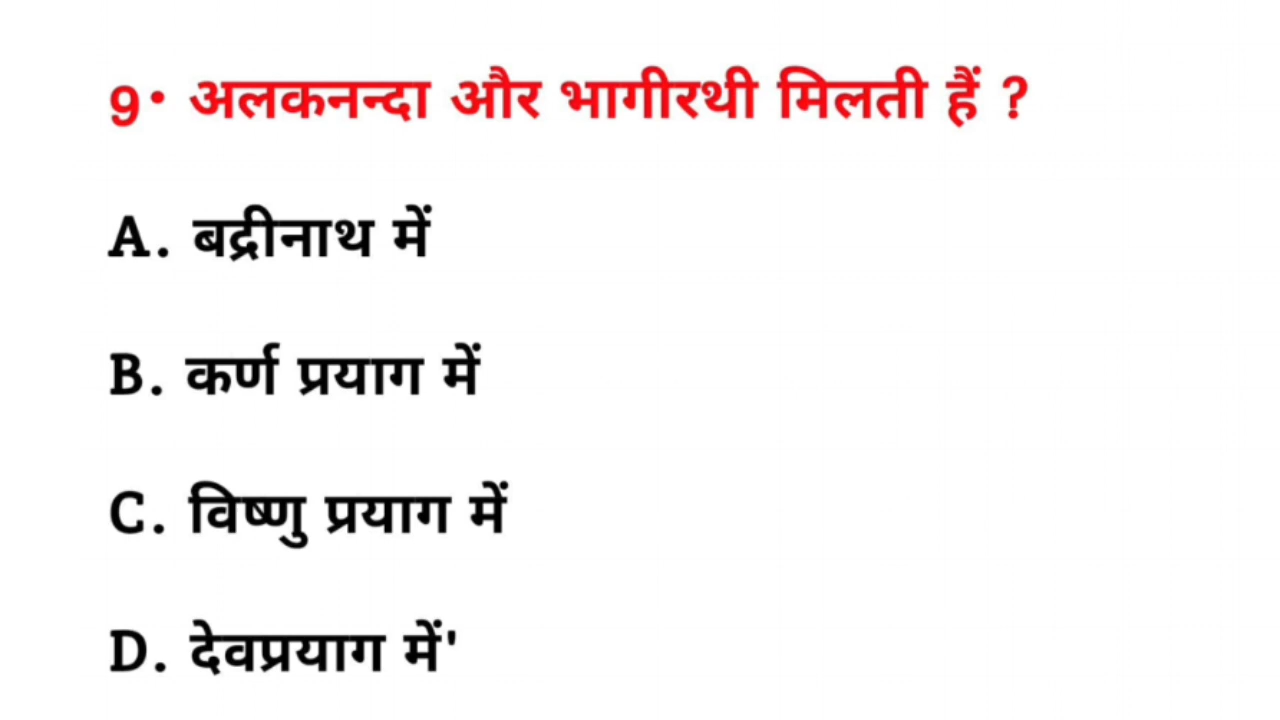 9• अलकनन्दा और भागीरथी मिलती हैं ?
A. बद्रीनाथ में
B. कर्ण प्रयाग में
C. विष्णु प्रयाग में
D. देवप्रयाग में'